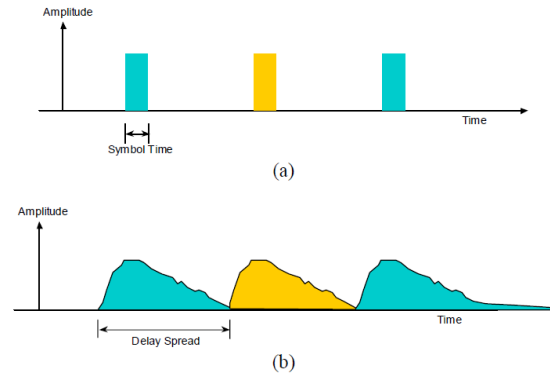 Amplitude
Time
Symbol Time
(a)
Amplitude
Time
Delay Spread
(b)